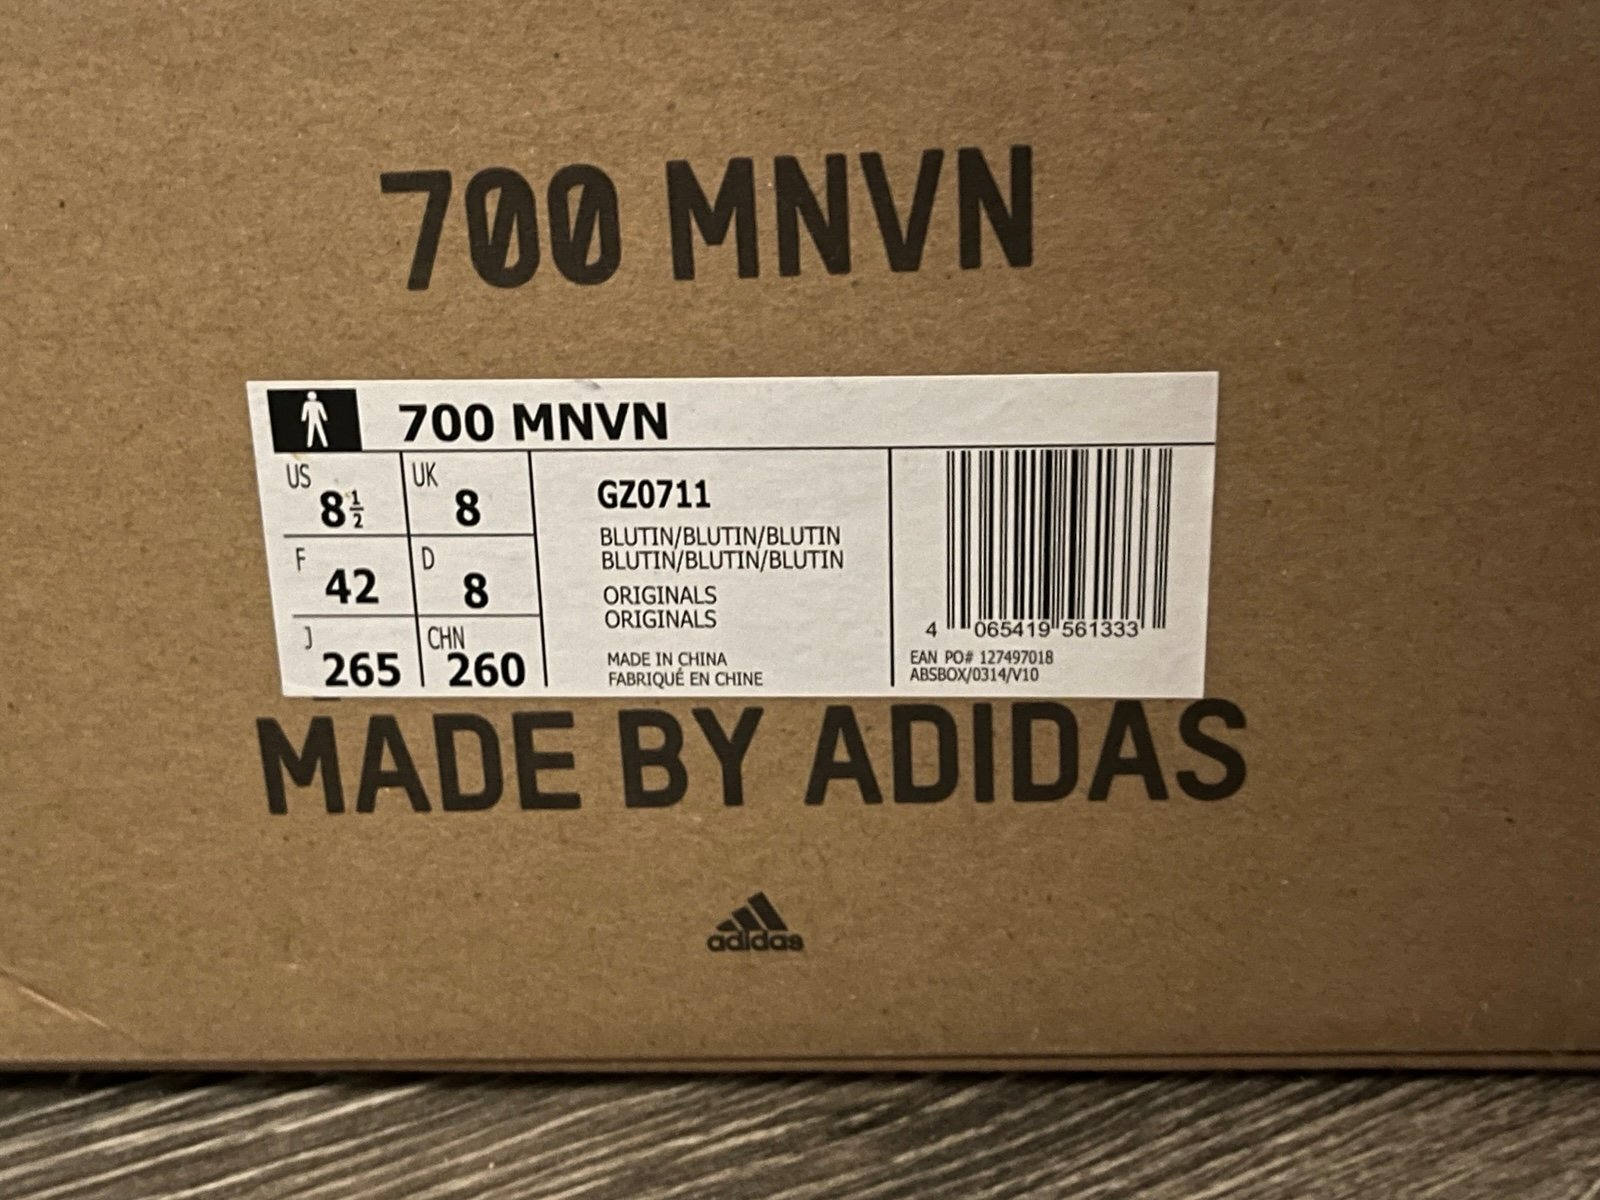 700 MNVN
700 MNVN
US 8½ UK 8
F 42 D 8
J 265 CHN 260
GZ0711
BLUTIN/BLUTIN/BLUTIN
BLUTIN/BLUTIN/BLUTIN
ORIGINALS
ORIGINALS
MADE IN CHINA
FABRIQUÉ EN CHINE
4 065419 561333
EAN PO# 127497018
ABSBOX/0314/V10
MADE BY ADIDAS
adidas